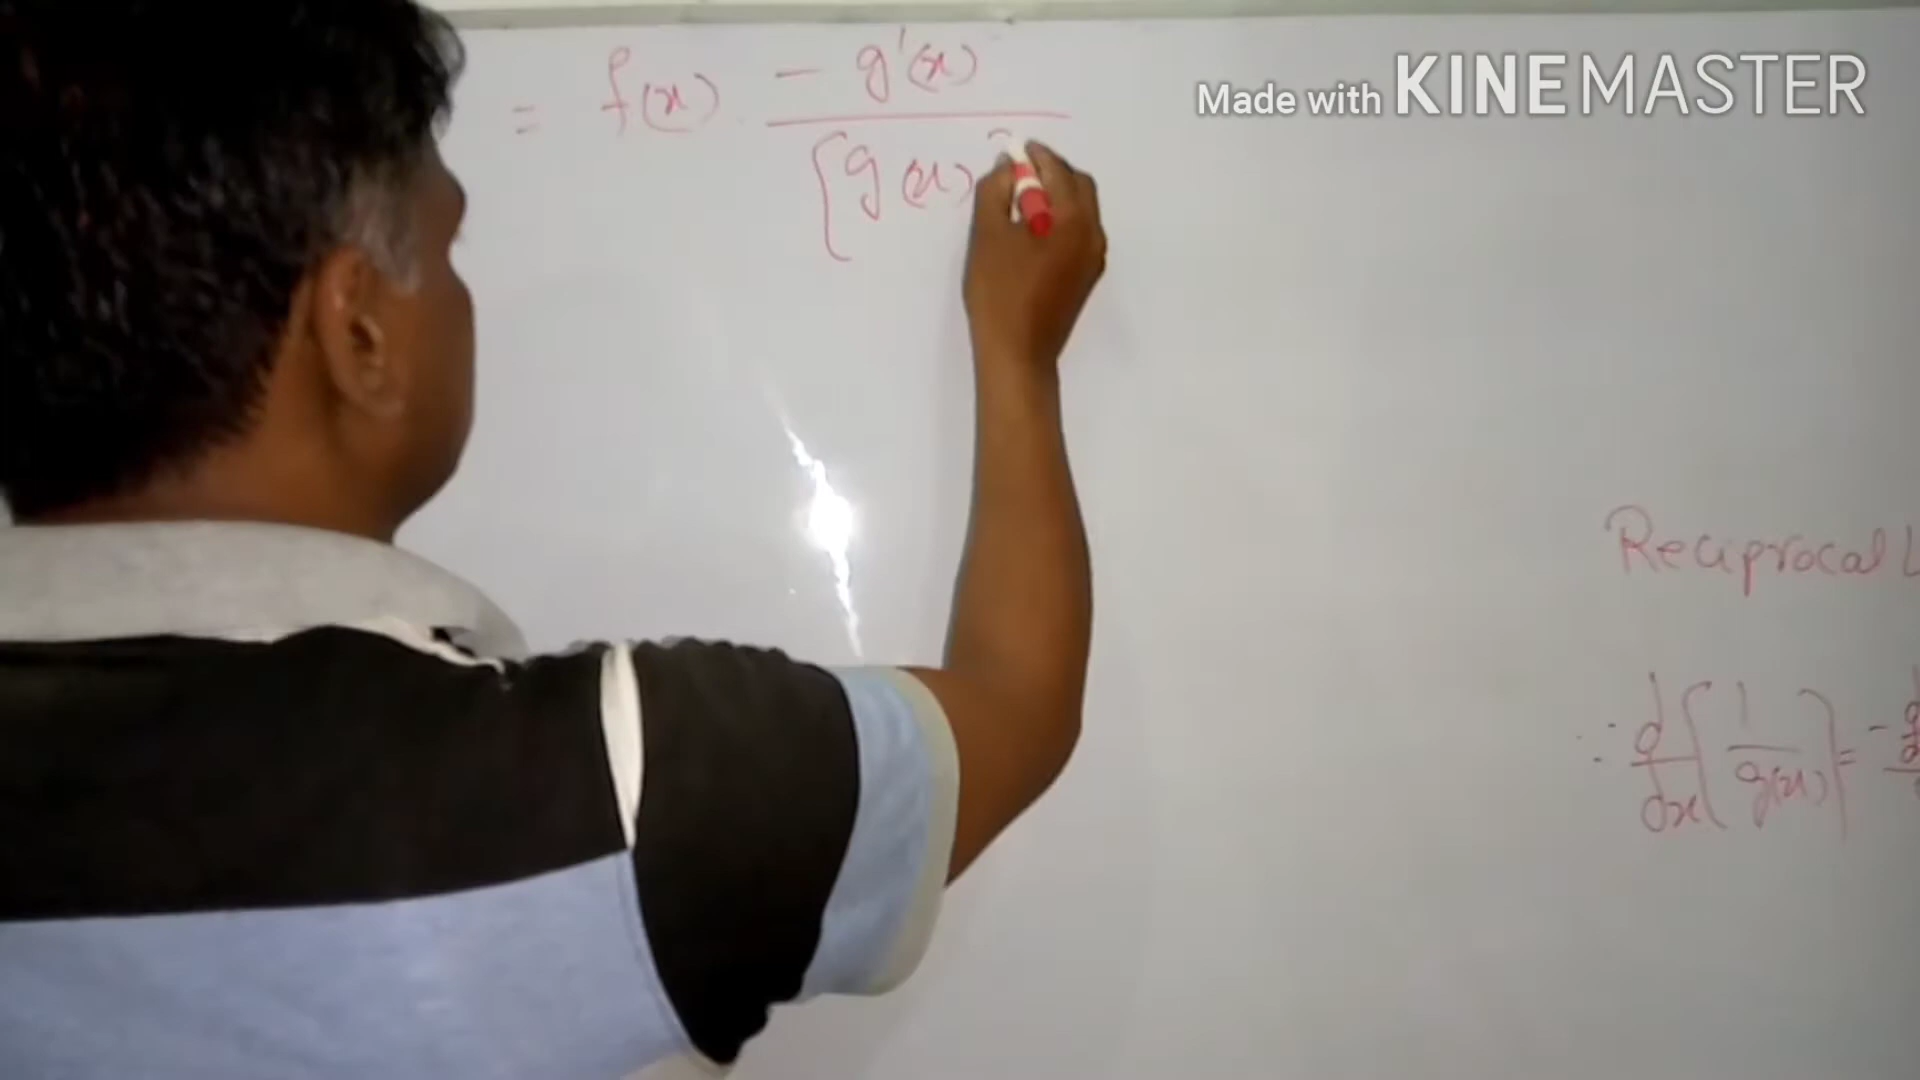 = f(x) . - g'(x)
[g(x)
Made with KINEMASTER
Reciprocal
∵ d/dx (1/g(x)) = -